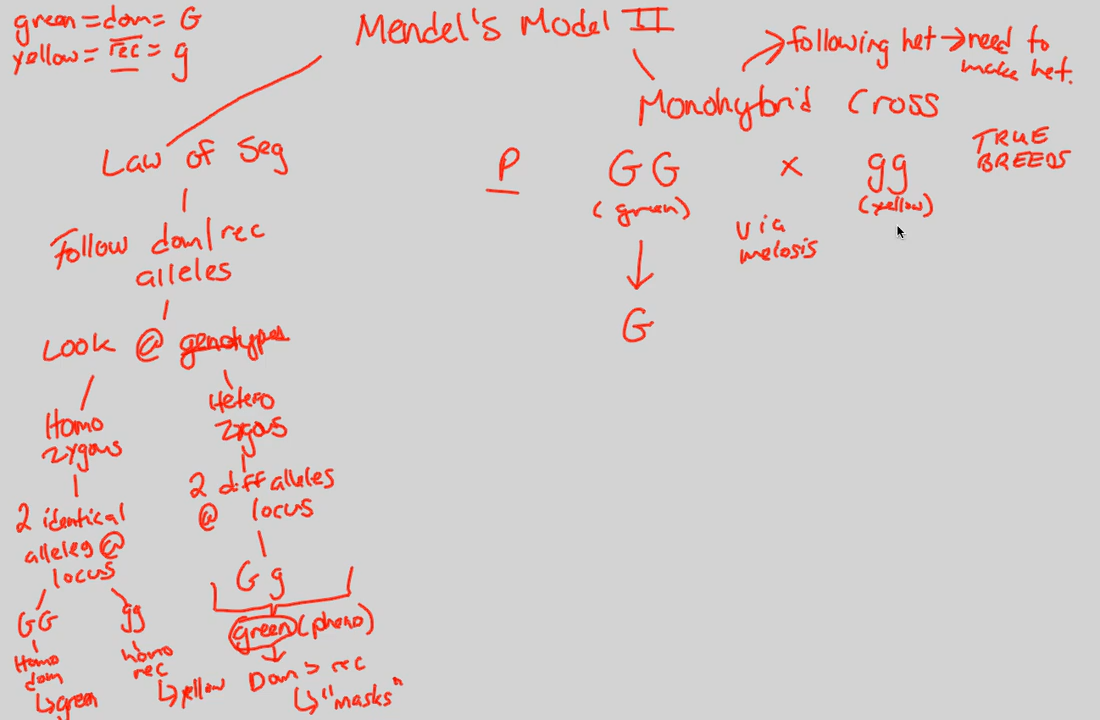 green = dom = G
yellow = rec = g
Mendel's Model II
following het → need to
make het.
Monohybrid Cross
TRUE
BREEDS
Law of Seg
P GG x gg
(green) (yellow)
via
meiosis
G
Follow dom/rec
alleles
Look @ genotypes
Homo
zygous
2 identical
alleles @
locus
GG gg
Homo
dom
↳ green
homo
rec
↳ yellow
Hetero
zygous
2 diff alleles
@ locus
Gg
green (pheno)
Dom > rec
↳ "masks"